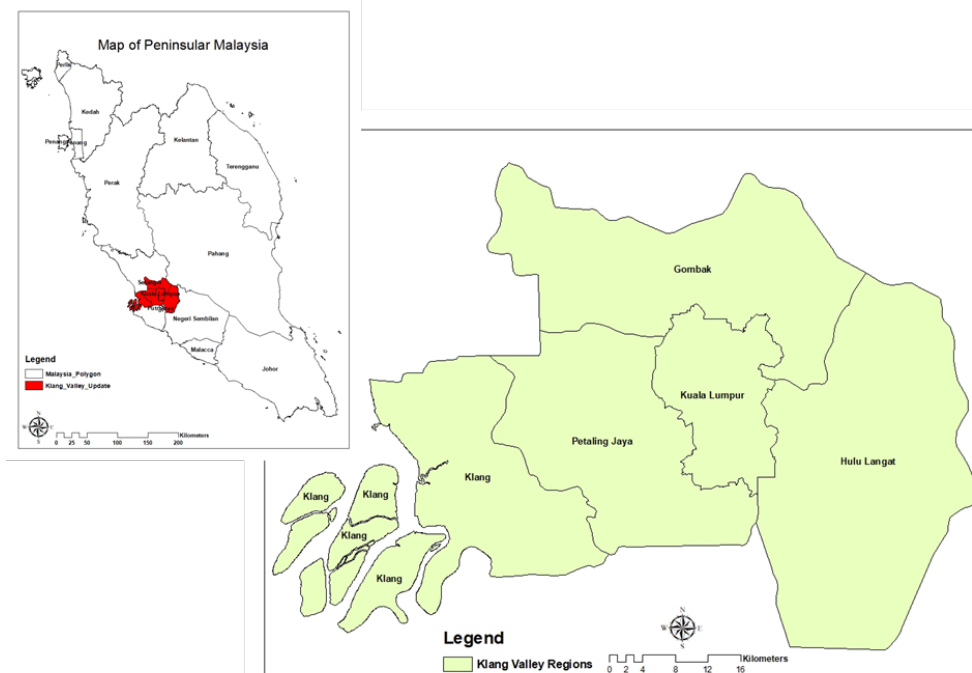 Map of Peninsular Malaysia
Perlis
Kedah
Penang
Penang
Kelantan
Terengganu
Perak
Pahang
Selangor
Negeri Sembilan
Malacca
Johor
Legend
Malaysia_Polygon
Klang_Valley_Update
N
W E
S
0 25 50 100 150 200
Kilometers
Gombak
Kuala Lumpur
Petaling Jaya
Hulu Langat
Klang
Klang
Klang
Klang
Klang
Legend
Klang Valley Regions
N
W E
S
0 2 4 8 12 16
Kilometers